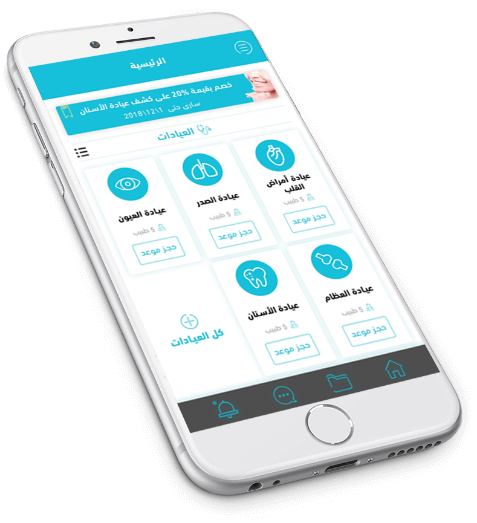 الرئيسية
خصم بقيمة 20% على كشف عيادة الأسنان
سارى حتى 2018\12\1
العيادات
عيادة أمراض
القلب
5 طبيب
حجز موعد
عيادة الصدر
5 طبيب
حجز موعد
عيادة العيون
5 طبيب
حجز موعد
عيادة العظام
5 طبيب
حجز موعد
عيادة الأسنان
5 طبيب
حجز موعد
كل العيادات